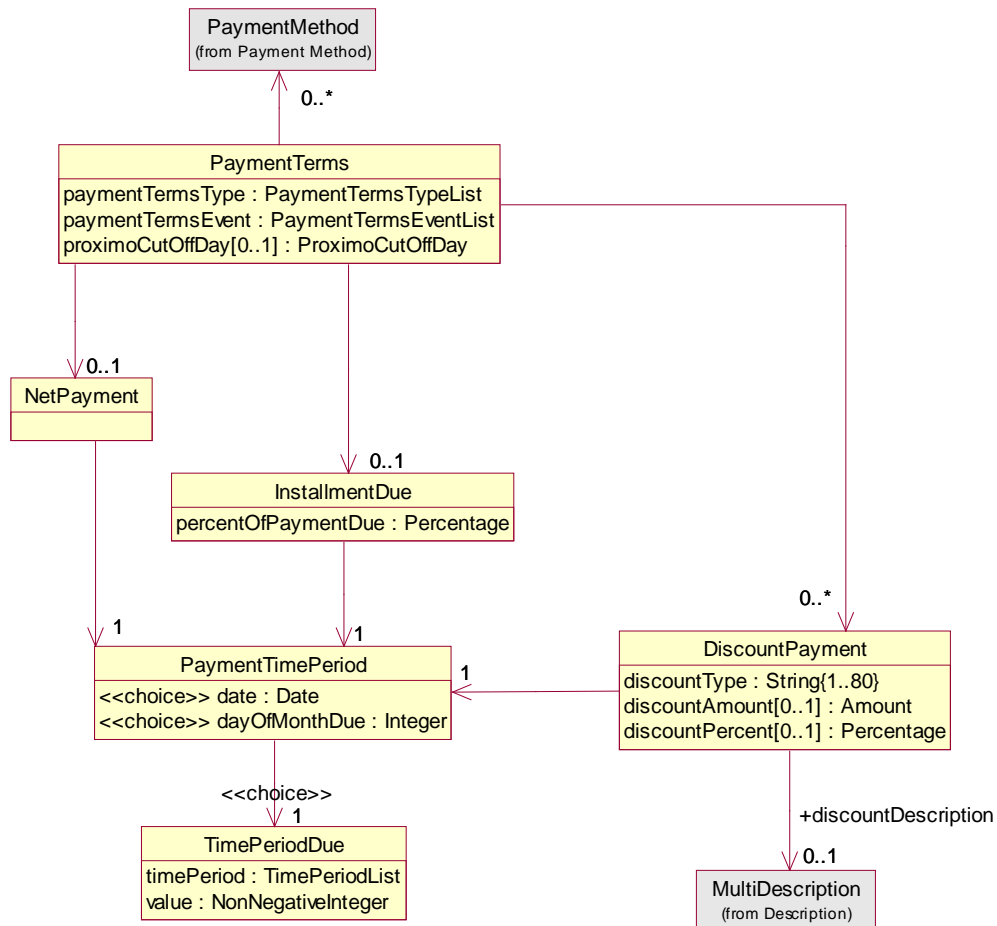 PaymentMethod
(from Payment Method)
0..*
PaymentTerms
paymentTermsType : PaymentTermsTypeList
paymentTermsEvent : PaymentTermsEventList
proximoCutOffDay[0..1] : ProximoCutOffDay
0..1
NetPayment
0..1
InstallmentDue
percentOfPaymentDue : Percentage
0..*
1
1
PaymentTimePeriod
<<choice>> date : Date
<<choice>> dayOfMonthDue : Integer
1
DiscountPayment
discountType : String{1..80}
discountAmount[0..1] : Amount
discountPercent[0..1] : Percentage
<<choice>>
1
+discountDescription
TimePeriodDue
timePeriod : TimePeriodList
value : NonNegativeInteger
0..1
MultiDescription
(from Description)